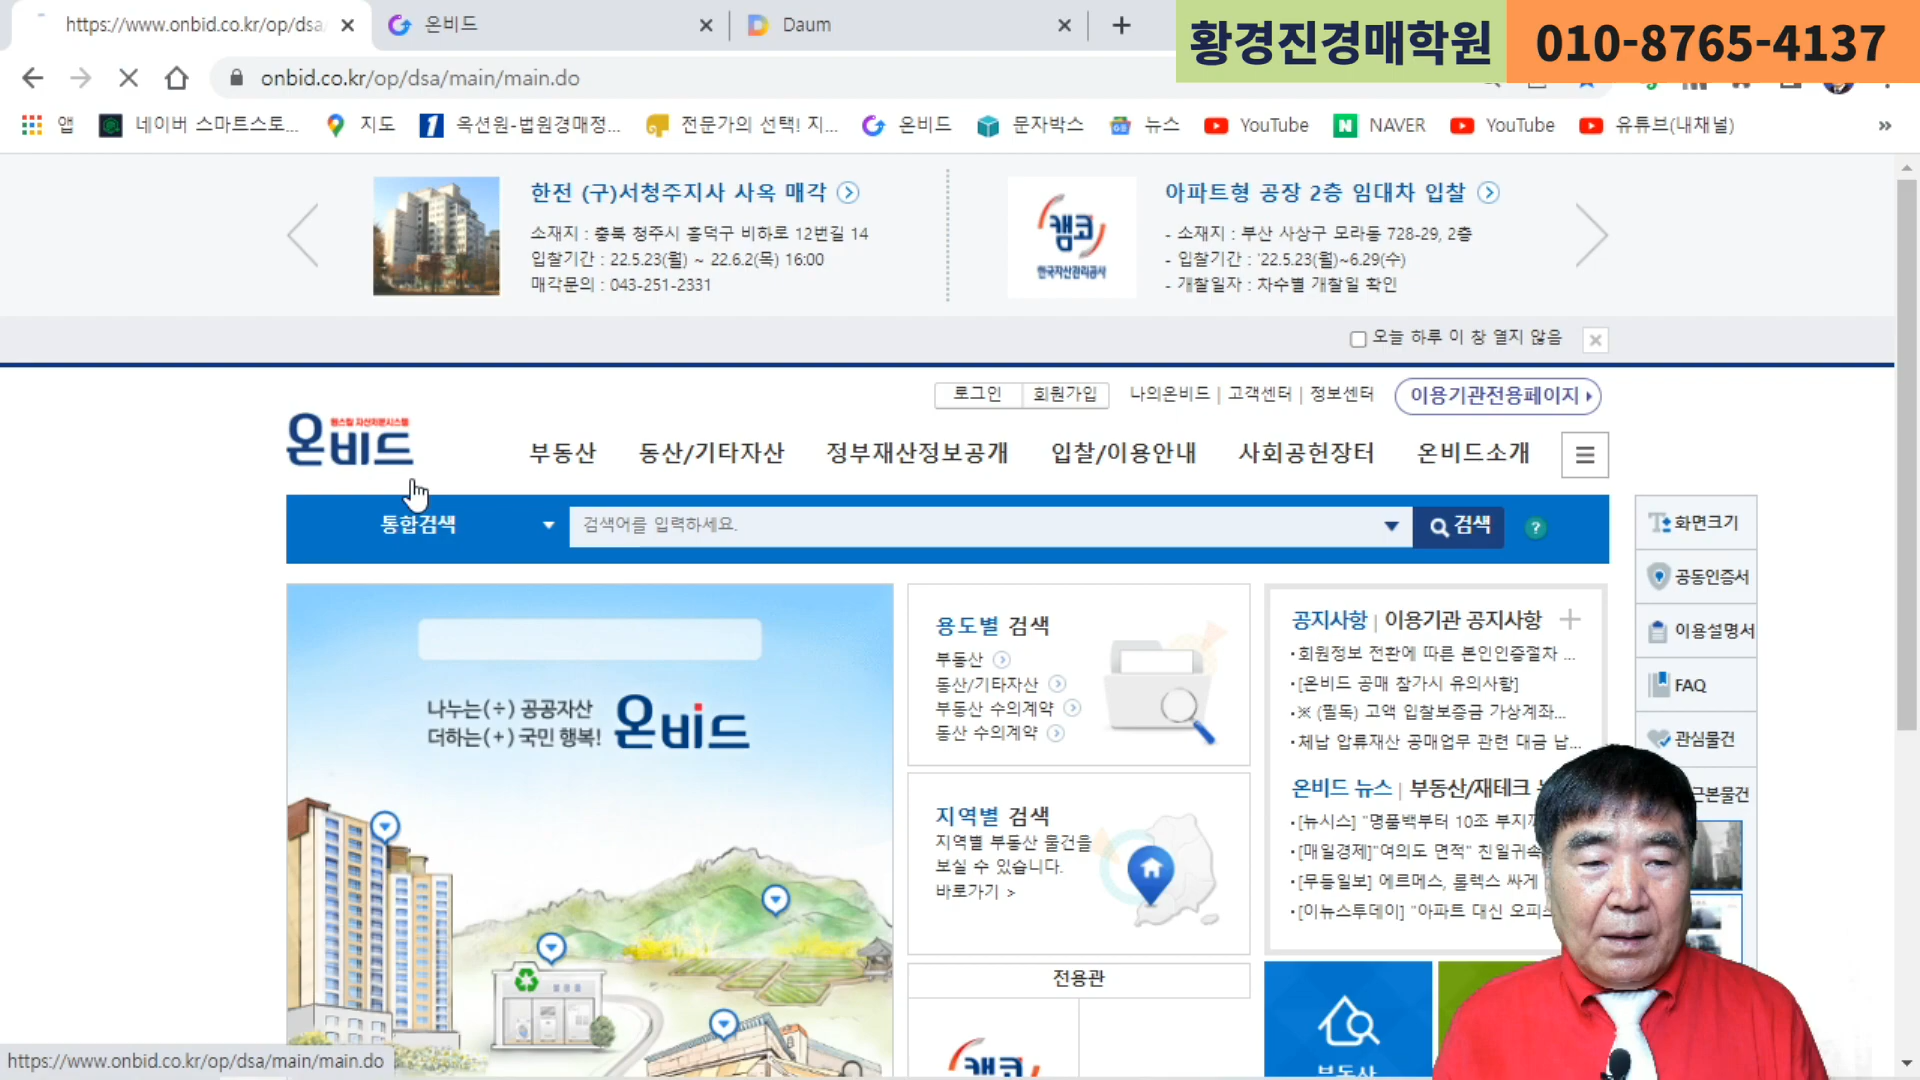 https://www.onbid.co.kr/op/dsa
온비드
Daum
황경진경매학원
010-8765-4137
onbid.co.kr/op/dsa/main/main.do
앱
네이버 스마트스토...
지도
옥션원-법원경매정...
전문가의 선택! 지...
온비드
문자박스
뉴스
YouTube
NAVER
YouTube
유튜브(내채널)
한전 (구)서청주지사 사옥 매각
소재지 : 충북 청주시 흥덕구 비하로 12번길 14
입찰기간 : 22.5.23(월) ~ 22.6.2(목) 16:00
매각문의 : 043-251-2331
캠코
한국자산관리공사
아파트형 공장 2층 임대차 입찰
- 소재지 : 부산 사상구 모라동 728-29, 2층
- 입찰기간 : '22.5.23(월)~6.29(수)
- 개찰일자 : 차수별 개찰일 확인
오늘 하루 이 창 열지 않음
로그인
회원가입
나의온비드 | 고객센터 | 정보센터
이용기관전용페이지
원스톱 자산처분시스템
온비드
부동산
동산/기타자산
정부재산정보공개
입찰/이용안내
사회공헌장터
온비드소개
통합검색
검색어를 입력하세요.
검색
?
화면크기
공동인증서
이용설명서
FAQ
관심물건
근본물건
나누는(÷) 공공자산
더하는(+) 국민 행복!
온비드
용도별 검색
부동산
동산/기타자산
부동산 수의계약
동산 수의계약
지역별 검색
지역별 부동산 물건을
보실 수 있습니다.
바로가기 >
전용관
캠코
공지사항 | 이용기관 공지사항
·회원정보 전환에 따른 본인인증절차 ...
·[온비드 공매 참가시 유의사항]
·※ (필독) 고액 입찰보증금 가상계좌...
·체납 압류재산 공매업무 관련 대금 납...
온비드 뉴스 | 부동산/재테크
·[뉴시스] "명품백부터 10조 부지
·[매일경제]"여의도 면적" 친일귀속
·[무등일보] 에르메스, 롤렉스 싸게
·[이뉴스투데이] "아파트 대신 오피스
부동산
https://www.onbid.co.kr/op/dsa/main/main.do